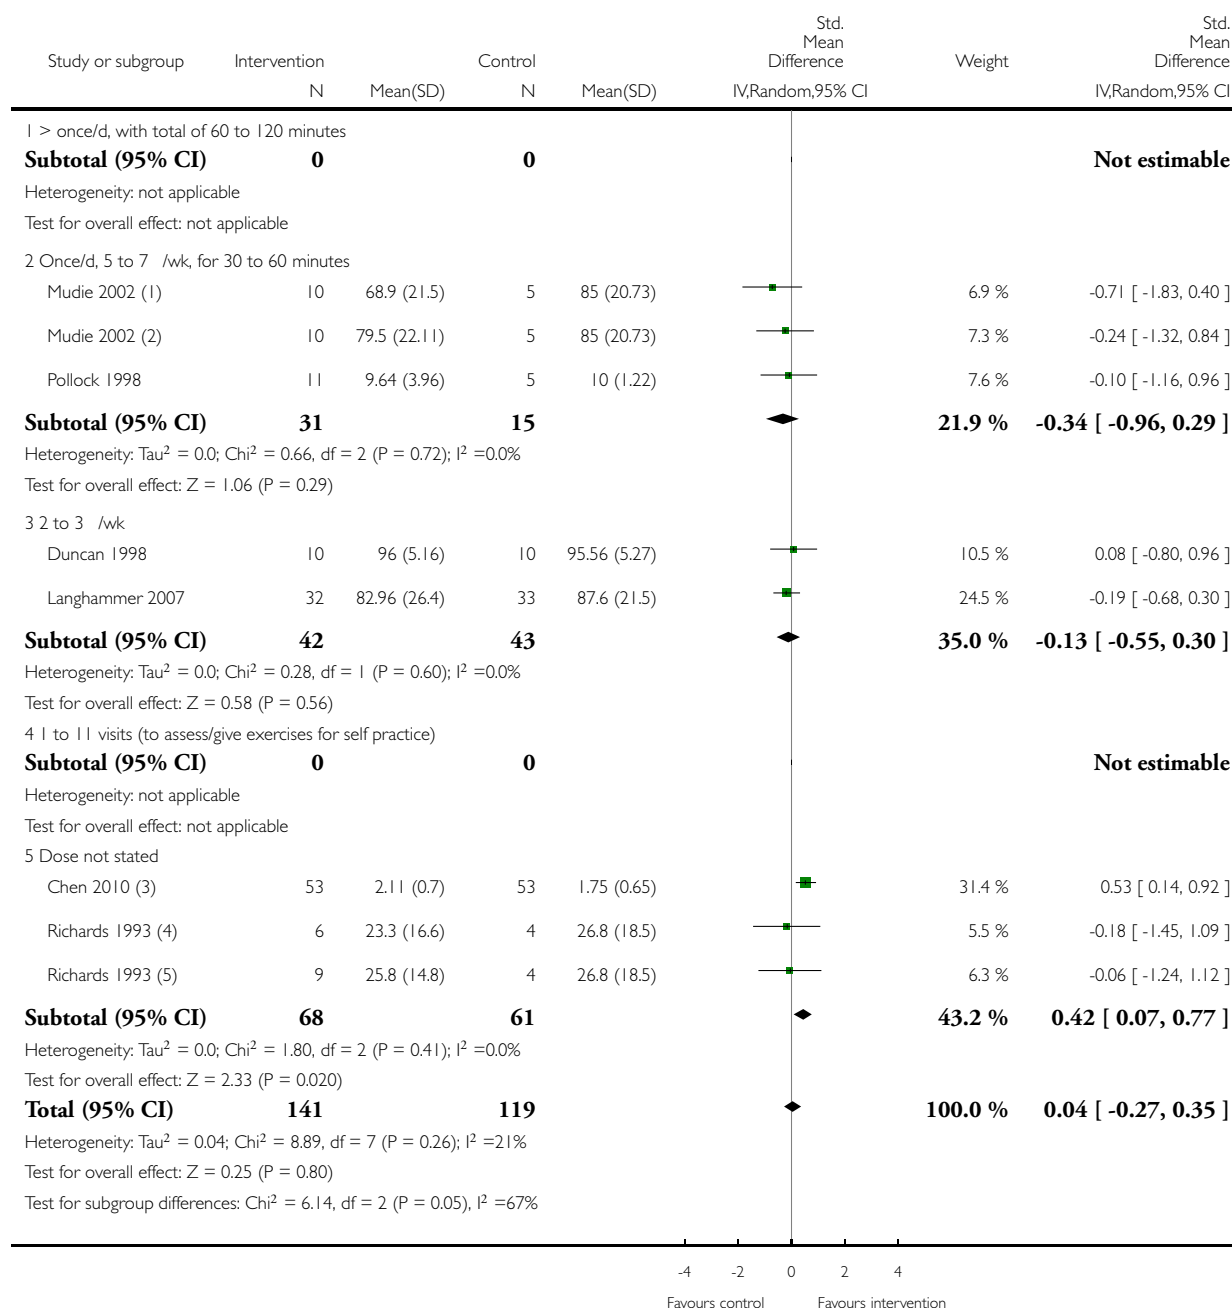 Study or subgroup Intervention Control Std. Mean Difference Weight Std. Mean Difference
N Mean(SD) N Mean(SD) IV,Random,95% CI IV,Random,95% CI
1 > once/d, with total of 60 to 120 minutes
Subtotal (95% CI) 0 0 Not estimable
Heterogeneity: not applicable
Test for overall effect: not applicable
2 Once/d, 5 to 7 /wk, for 30 to 60 minutes
Mudie 2002 (1) 10 68.9 (21.5) 5 85 (20.73) 6.9 % -0.71 [ -1.83, 0.40 ]
Mudie 2002 (2) 10 79.5 (22.11) 5 85 (20.73) 7.3 % -0.24 [ -1.32, 0.84 ]
Pollock 1998 11 9.64 (3.96) 5 10 (1.22) 7.6 % -0.10 [ -1.16, 0.96 ]
Subtotal (95% CI) 31 15 21.9 % -0.34 [ -0.96, 0.29 ]
Heterogeneity: Tau² = 0.0; Chi² = 0.66, df = 2 (P = 0.72); I² =0.0%
Test for overall effect: Z = 1.06 (P = 0.29)
3 2 to 3 /wk
Duncan 1998 10 96 (5.16) 10 95.56 (5.27) 10.5 % 0.08 [ -0.80, 0.96 ]
Langhammer 2007 32 82.96 (26.4) 33 87.6 (21.5) 24.5 % -0.19 [ -0.68, 0.30 ]
Subtotal (95% CI) 42 43 35.0 % -0.13 [ -0.55, 0.30 ]
Heterogeneity: Tau² = 0.0; Chi² = 0.28, df = 1 (P = 0.60); I² =0.0%
Test for overall effect: Z = 0.58 (P = 0.56)
4 1 to 11 visits (to assess/give exercises for self practice)
Subtotal (95% CI) 0 0 Not estimable
Heterogeneity: not applicable
Test for overall effect: not applicable
5 Dose not stated
Chen 2010 (3) 53 2.11 (0.7) 53 1.75 (0.65) 31.4 % 0.53 [ 0.14, 0.92 ]
Richards 1993 (4) 6 23.3 (16.6) 4 26.8 (18.5) 5.5 % -0.18 [ -1.45, 1.09 ]
Richards 1993 (5) 9 25.8 (14.8) 4 26.8 (18.5) 6.3 % -0.06 [ -1.24, 1.12 ]
Subtotal (95% CI) 68 61 43.2 % 0.42 [ 0.07, 0.77 ]
Heterogeneity: Tau² = 0.0; Chi² = 1.80, df = 2 (P = 0.41); I² =0.0%
Test for overall effect: Z = 2.33 (P = 0.020)
Total (95% CI) 141 119 100.0 % 0.04 [ -0.27, 0.35 ]
Heterogeneity: Tau² = 0.04; Chi² = 8.89, df = 7 (P = 0.26); I² =21%
Test for overall effect: Z = 0.25 (P = 0.80)
Test for subgroup differences: Chi² = 6.14, df = 2 (P = 0.05), I² =67%
-4 -2 0 2 4
Favours control Favours intervention